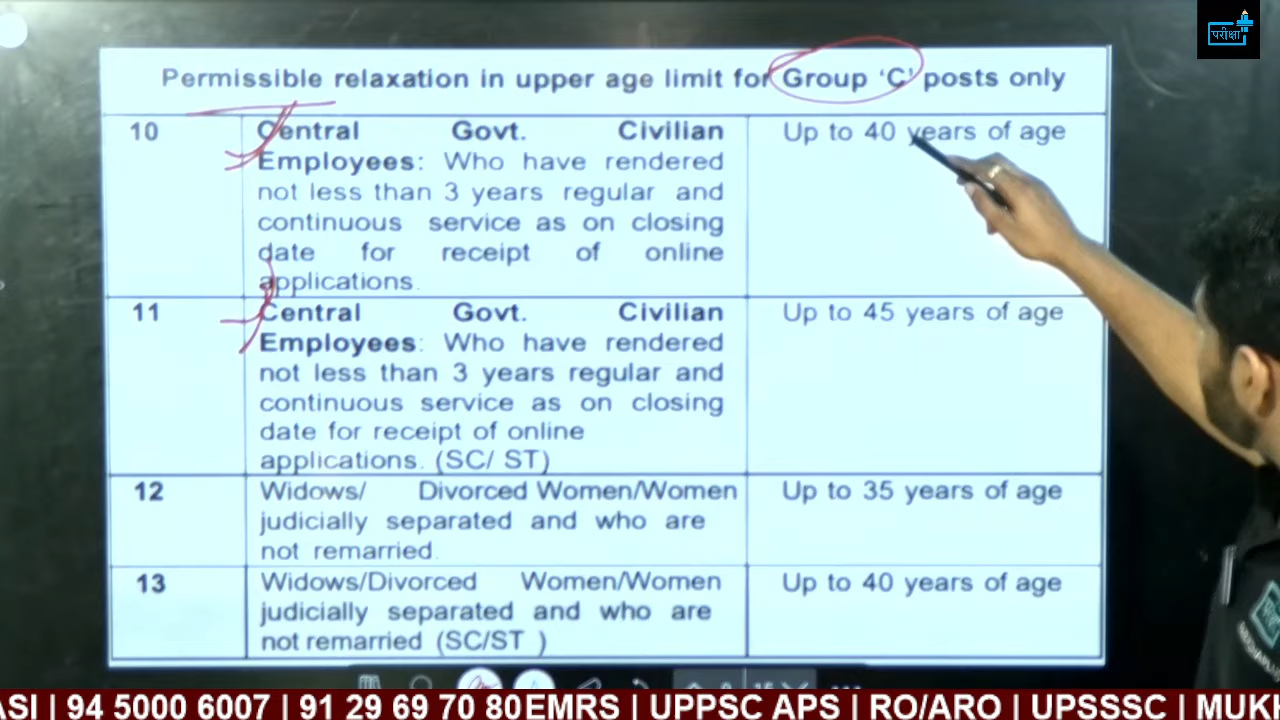 परीक्षा
Permissible relaxation in upper age limit for Group 'C' posts only
10
Central Govt. Civilian
Employees: Who have rendered
not less than 3 years regular and
continuous service as on closing
date for receipt of online
applications.
Up to 40 years of age
11
Central Govt. Civilian
Employees: Who have rendered
not less than 3 years regular and
continuous service as on closing
date for receipt of online
applications. (SC/ ST)
Up to 45 years of age
12
Widows/ Divorced Women/Women
judicially separated and who are
not remarried.
Up to 35 years of age
13
Widows/Divorced Women/Women
judicially separated and who are
not remarried (SC/ST )
Up to 40 years of age
ASI | 94 5000 6007 | 91 29 69 70 80 EMRS | UPPSC APS | RO/ARO | UPSSSC | MUKH